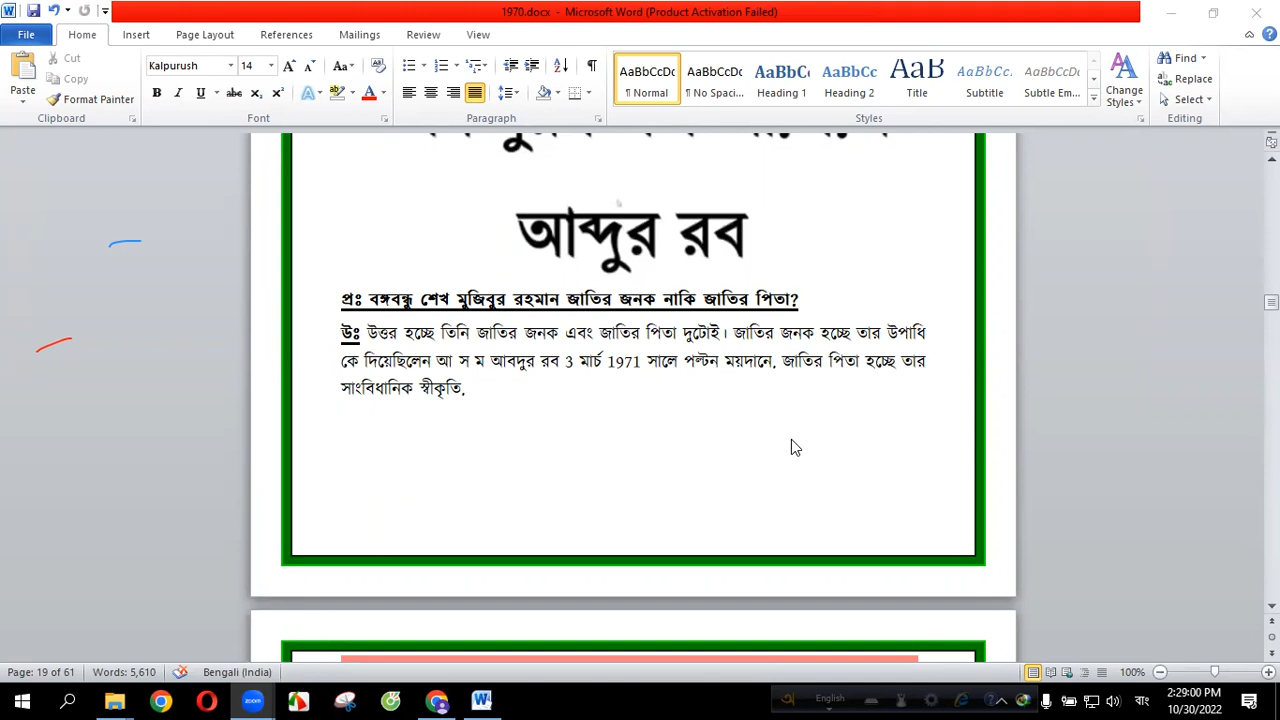 1970.docx - Microsoft Word (Product Activation Failed)
File Home Insert Page Layout References Mailings Review View
Cut
Copy
Format Painter
Paste
Kalpurush 14
AaBbCcDc AaBbCcDc AaBbC AaBbCc AaB AaBbCcD AaBbCcDc
¶ Normal ¶ No Spaci... Heading 1 Heading 2 Title Subtitle Subtle Em...
Change Styles
Find
Replace
Select
Clipboard Font Paragraph Styles Editing
আব্দুর রব
প্রঃ বঙ্গবন্ধু শেখ মুজিবুর রহমান জাতির জনক নাকি জাতির পিতা?
উঃ উত্তর হচ্ছে তিনি জাতির জনক এবং জাতির পিতা দুটোই। জাতির জনক হচ্ছে তার উপাধি
কে দিয়েছিলেন আ স ম আবদুর রব 3 মার্চ 1971 সালে পল্টন ময়দানে, জাতির পিতা হচ্ছে তার
সাংবিধানিক স্বীকৃতি,
Page: 19 of 61 Words: 5,610 Bengali (India) 100%
zoom
English
বাং
2:29:00 PM
10/30/2022